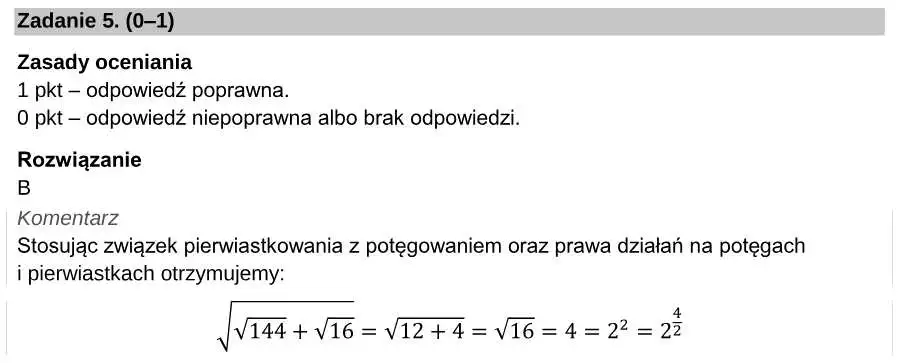 Zadanie 5. (0–1)
Zasady oceniania
1 pkt – odpowiedź poprawna.
0 pkt – odpowiedź niepoprawna albo brak odpowiedzi.
Rozwiązanie
B
Komentarz
Stosując związek pierwiastkowania z potęgowaniem oraz prawa działań na potęgach
i pierwiastkach otrzymujemy:
√(√144 + √16) = √(12 + 4) = √16 = 4 = 2^2 = 2^(4/2)